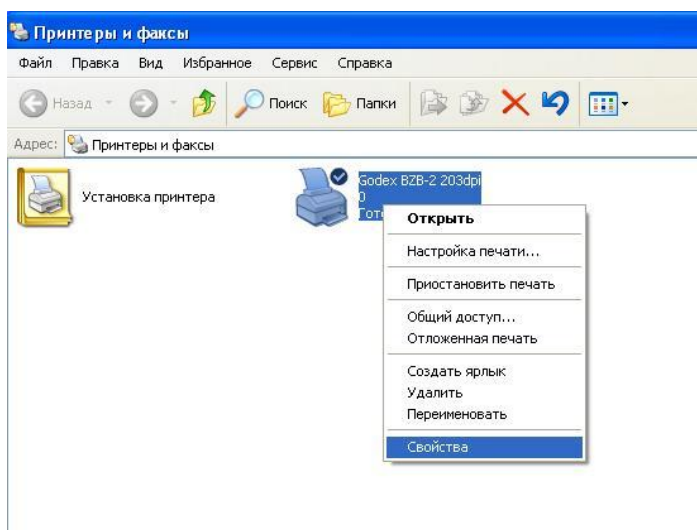 Принтеры и факсы
Файл Правка Вид Избранное Сервис Справка
Назад Поиск Папки
Адрес: Принтеры и факсы
Установка принтера
Godex BZB-2 203dpi
0
Открыть
Настройка печати...
Приостановить печать
Общий доступ...
Отложенная печать
Создать ярлык
Удалить
Переименовать
Свойства